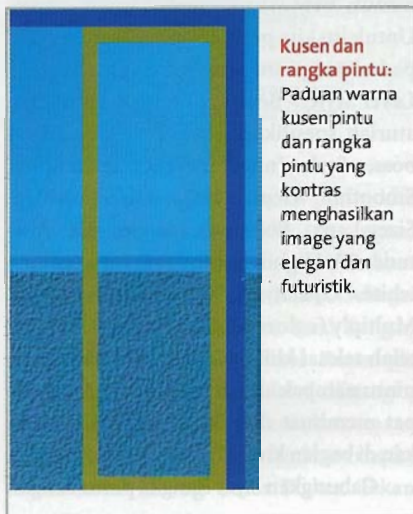 Kusen dan
rangka pintu:
Paduan warna
kusen pintu
dan rangka
pintu yang
kontras
menghasilkan
image yang
elegan dan
futuristik.